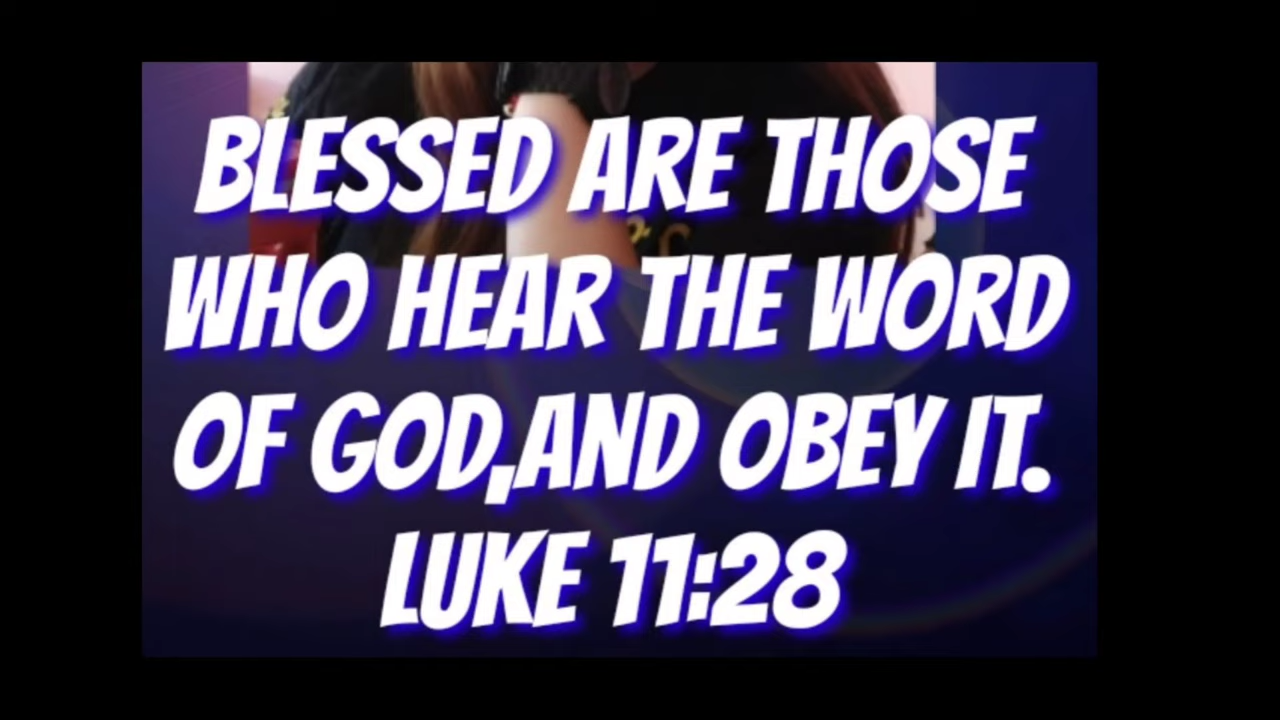 BLESSED ARE THOSE
WHO HEAR THE WORD
OF GOD,AND OBEY IT.
LUKE 11:28